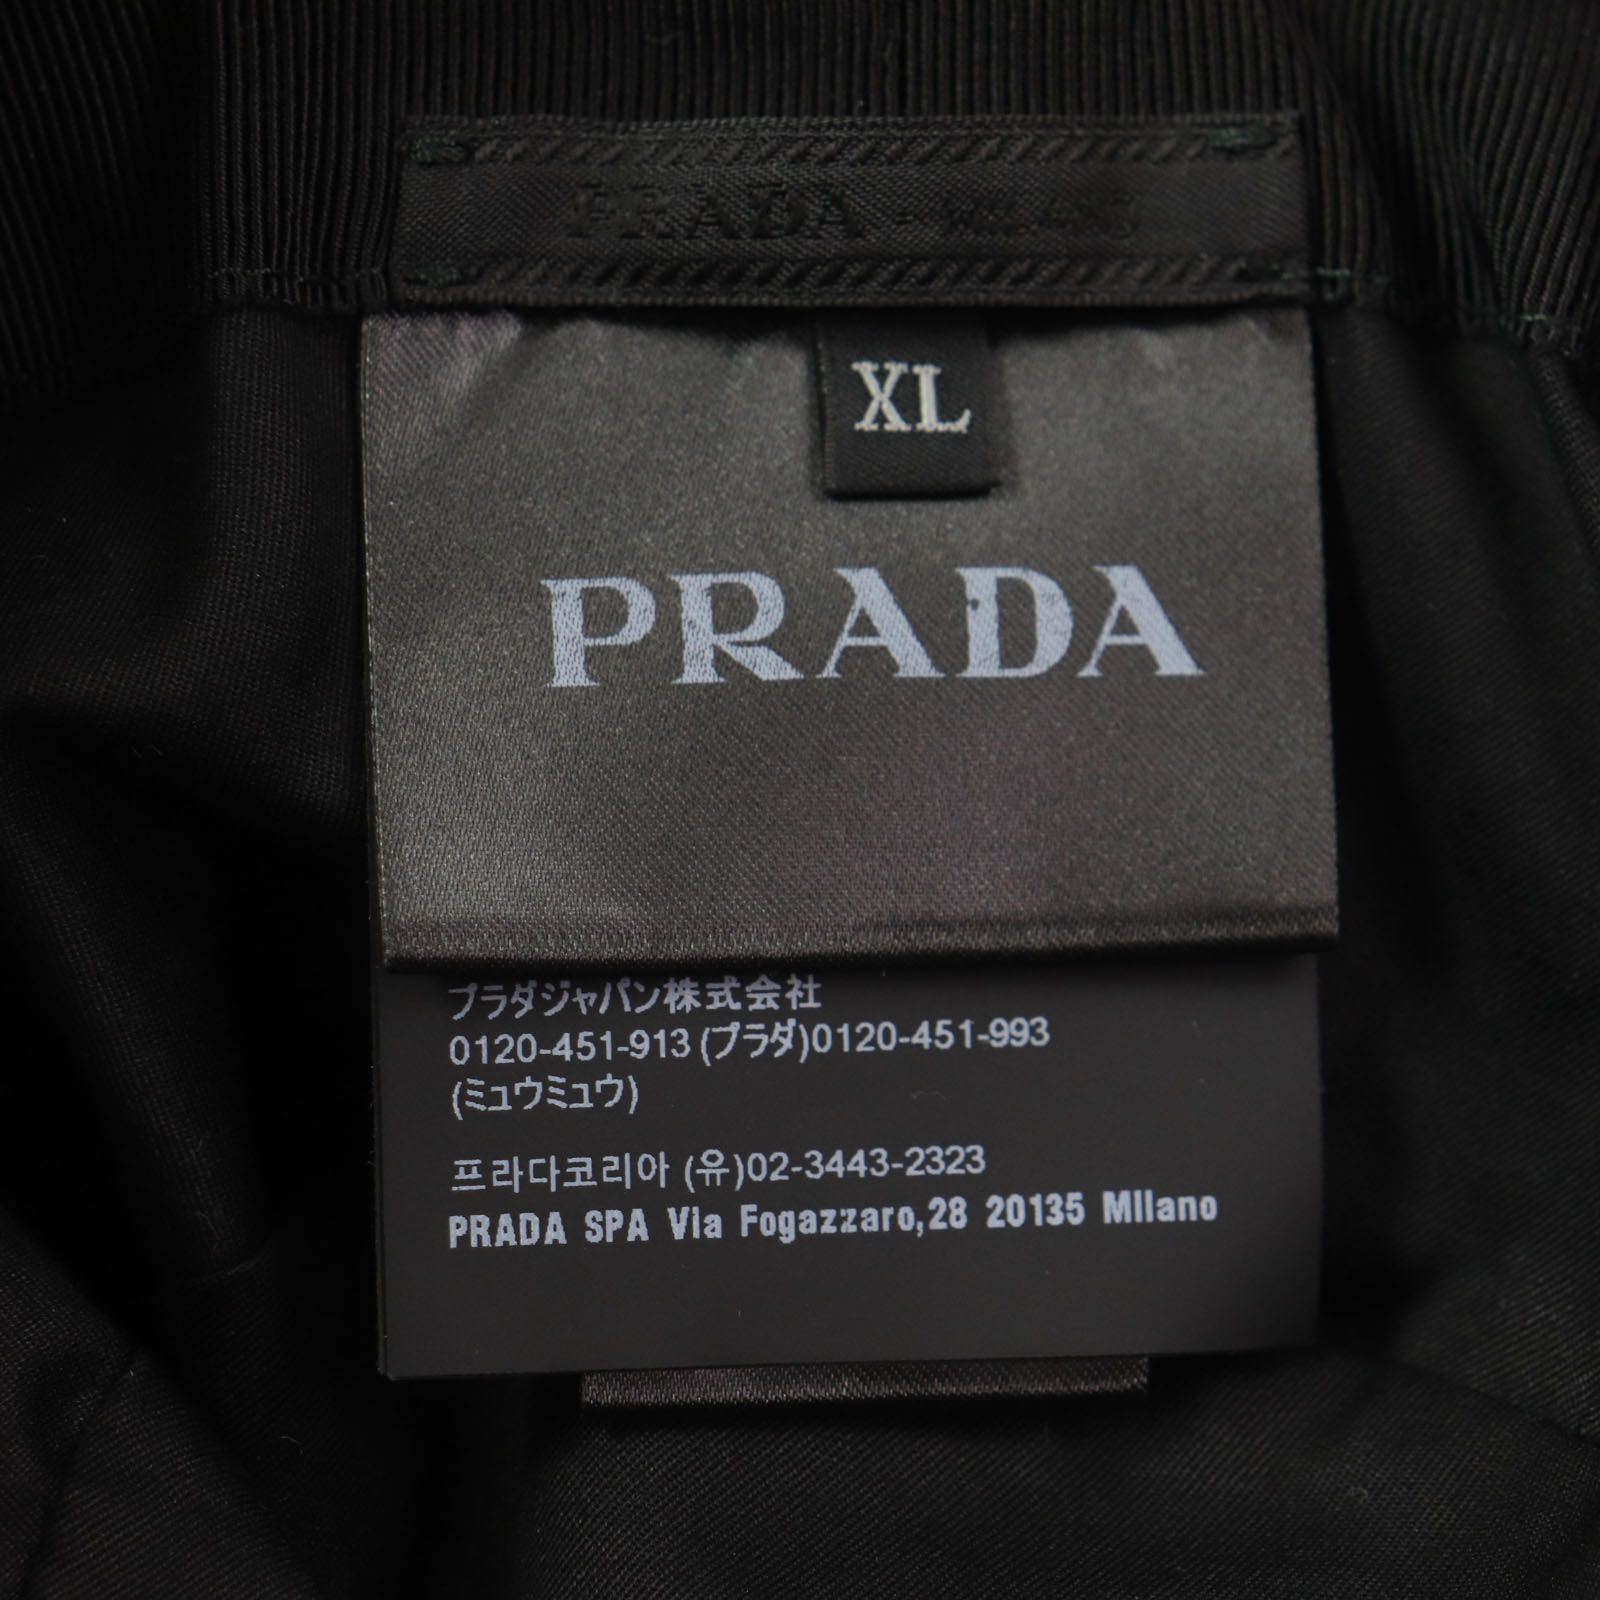 PRADA - MILANO
XL
PRADA
プラダジャパン株式会社
0120-451-913 (プラダ)0120-451-993
(ミュウミュウ)
프라다코리아 (유)02-3443-2323
PRADA SPA Via Fogazzaro,28 20135 Milano